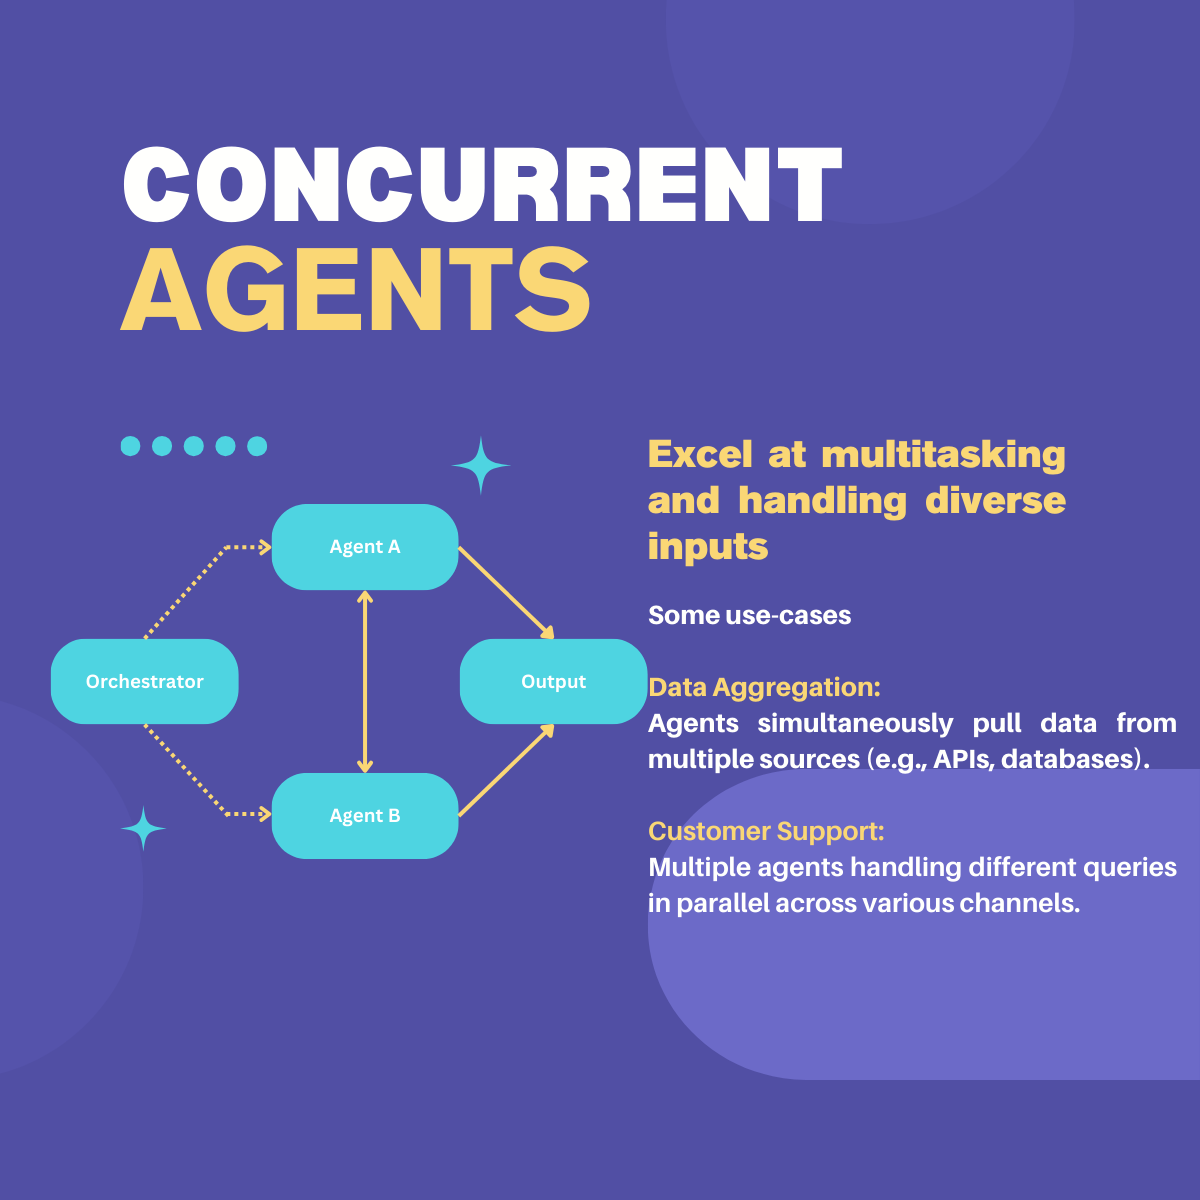 CONCURRENT
AGENTS
Excel at multitasking
and handling diverse
inputs
Some use-cases
Data Aggregation:
Agents simultaneously pull data from
multiple sources (e.g., APIs, databases).
Customer Support:
Multiple agents handling different queries
in parallel across various channels.
Agent A
Orchestrator
Output
Agent B